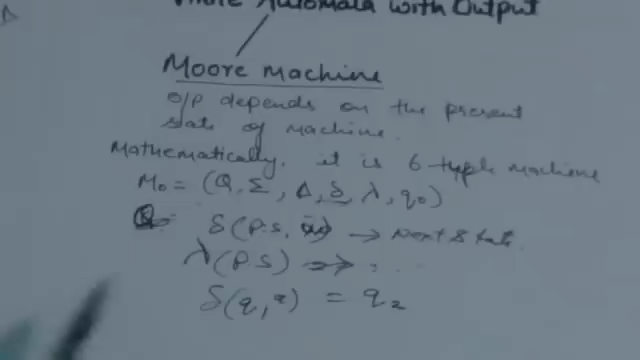 Finite Automata with Output
Moore Machine
O/P depends on the present
state of machine.
Mathematically, it is 6 tuple machine
Mo = (Q, Σ, Δ, δ, λ, q0)
δ(P.S, ) → Next State
λ(P.S) →
δ(q, ) = q2